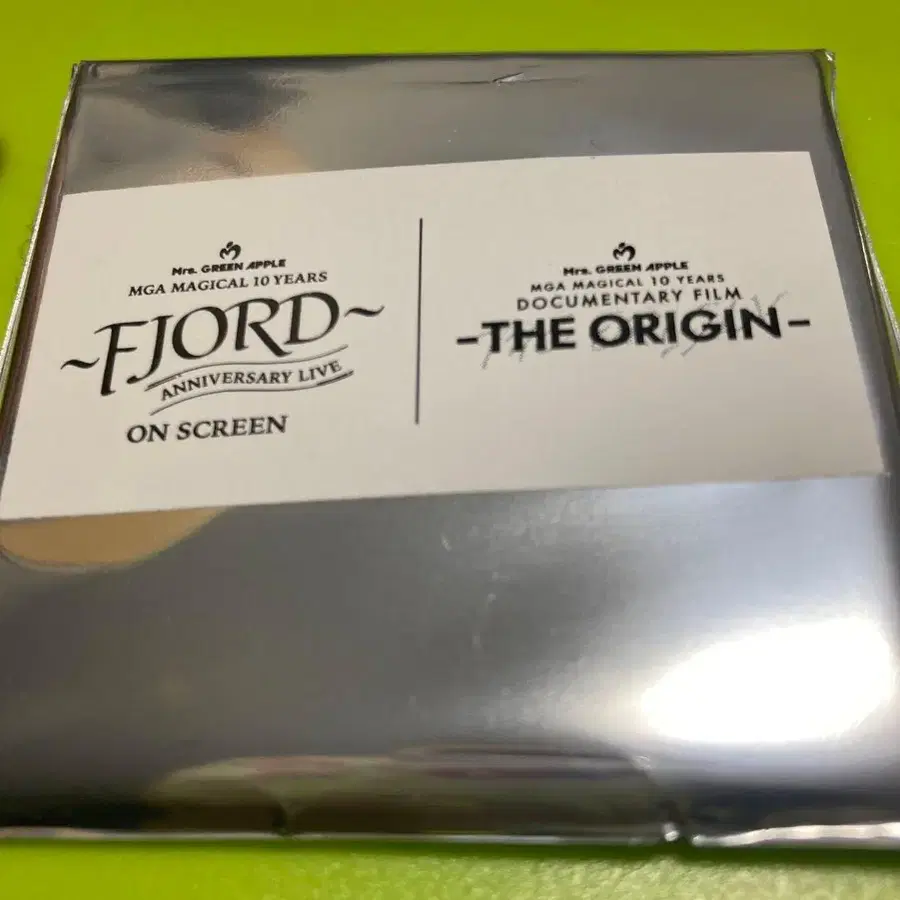 Mrs. GREEN APPLE
MGA MAGICAL 10 YEARS
~FJORD~
ANNIVERSARY LIVE
ON SCREEN
Mrs. GREEN APPLE
MGA MAGICAL 10 YEARS
DOCUMENTARY FILM
-THE ORIGIN-